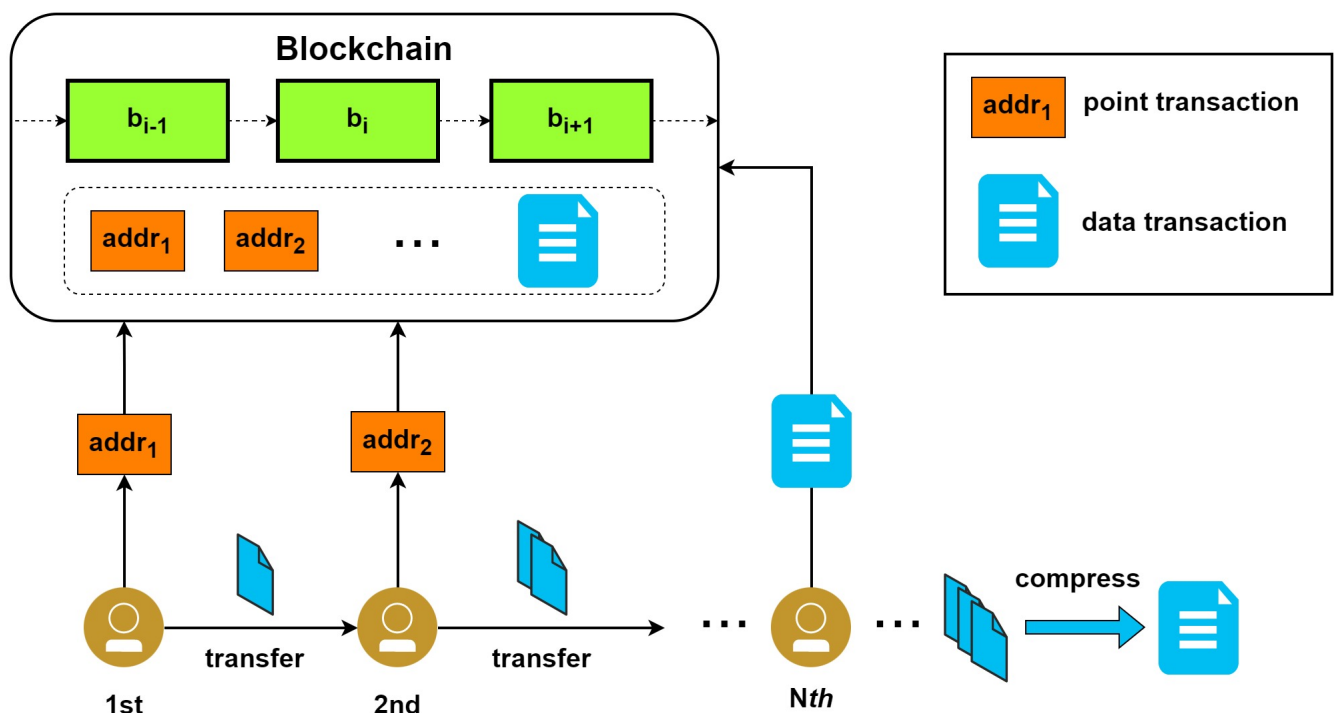 Blockchain
b_{i-1}
b_i
b_{i+1}
addr_1
addr_2
...
addr_1
point transaction
data transaction
addr_1
addr_2
transfer
transfer
...
...
compress
1st
2nd
Nth